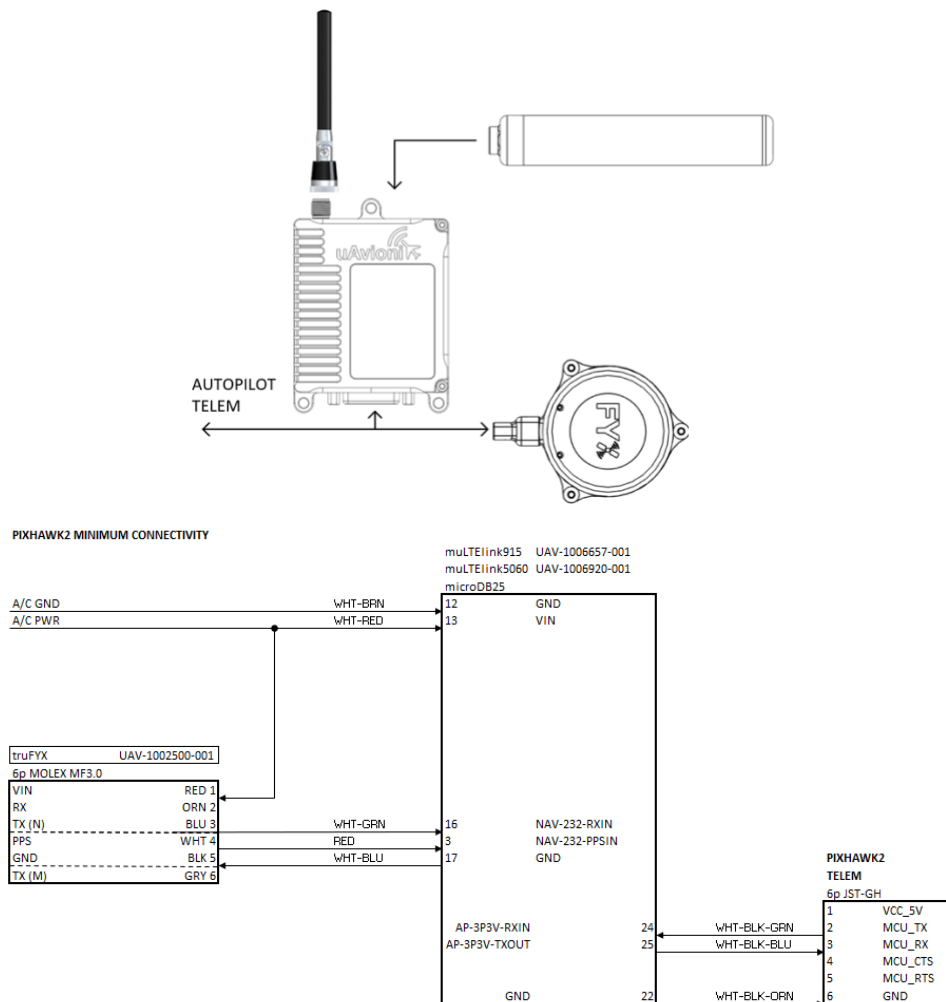 uAvionix
AUTOPILOT
TELEM
FYX
PIXHAWK2 MINIMUM CONNECTIVITY
muLTElink915 UAV-1006657-001
muLTElink5060 UAV-1006920-001
microDB25
A/C GND WHT-BRN 12 GND
A/C PWR WHT-RED 13 VIN
truFYX UAV-1002500-001
6p MOLEX MF3.0
VIN RED 1
RX ORN 2
TX (N) BLU 3 WHT-GRN 16 NAV-232-RXIN
PPS WHT 4 RED 3 NAV-232-PPSIN
GND BLK 5 WHT-BLU 17 GND
TX (M) GRY 6
PIXHAWK2
TELEM
6p JST-GH
1 VCC_5V
AP-3P3V-RXIN 24 WHT-BLK-GRN 2 MCU_TX
AP-3P3V-TXOUT 25 WHT-BLK-BLU 3 MCU_RX
4 MCU_CTS
5 MCU_RTS
GND 22 WHT-BLK-ORN 6 GND